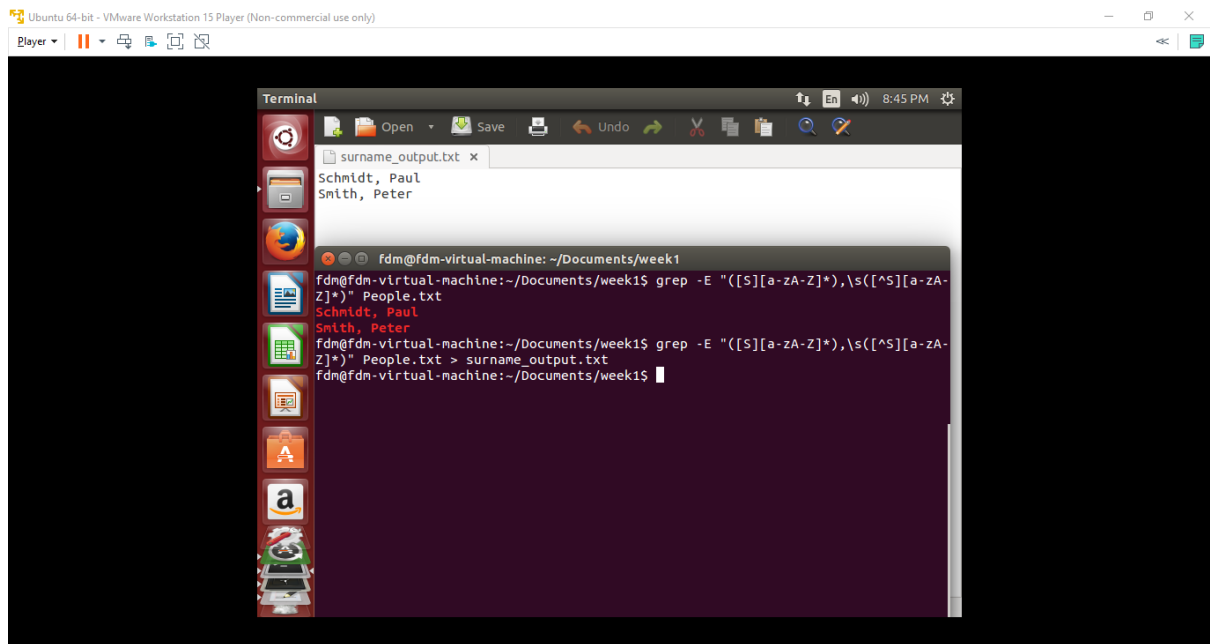 Ubuntu 64-bit - VMware Workstation 15 Player (Non-commercial use only)
Player
Terminal
En
8:45 PM
Open
Save
Undo
surname_output.txt
Schmidt, Paul
Smith, Peter
fdm@fdm-virtual-machine: ~/Documents/week1
fdm@fdm-virtual-machine:~/Documents/week1$ grep -E "([S][a-zA-Z]*),\s([^S][a-zA-
Z]*)" People.txt
Schmidt, Paul
Smith, Peter
fdm@fdm-virtual-machine:~/Documents/week1$ grep -E "([S][a-zA-Z]*),\s([^S][a-zA-
Z]*)" People.txt > surname_output.txt
fdm@fdm-virtual-machine:~/Documents/week1$